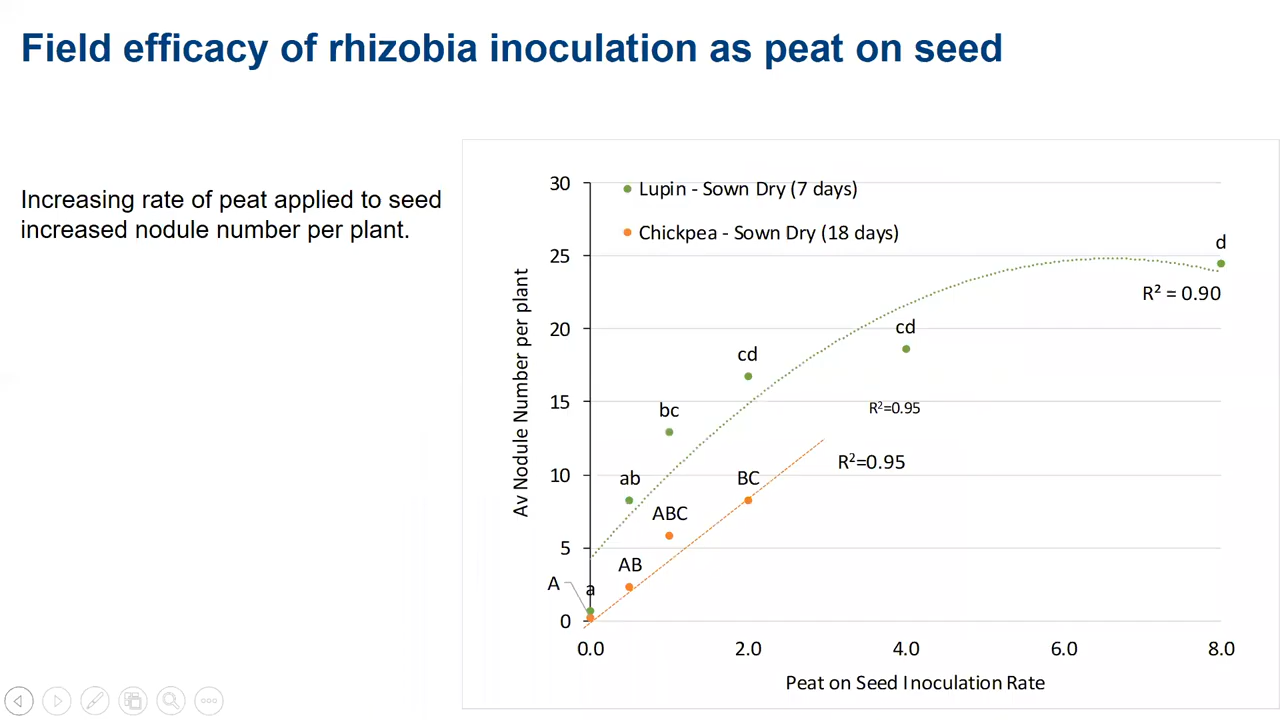 Field efficacy of rhizobia inoculation as peat on seed
Increasing rate of peat applied to seed
increased nodule number per plant.
Lupin - Sown Dry (7 days)
Chickpea - Sown Dry (18 days)
Av Nodule Number per plant
30
25
20
15
10
5
0
d
R² = 0.90
cd
cd
bc
R²=0.95
R²=0.95
ab
BC
ABC
AB
A
a
0.0
2.0
4.0
6.0
8.0
Peat on Seed Inoculation Rate